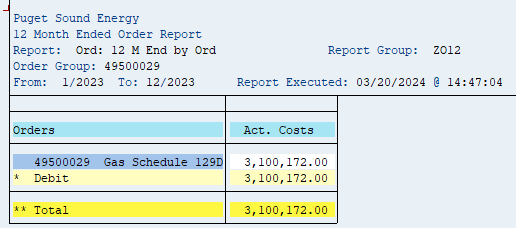 Puget Sound Energy
12 Month Ended Order Report
Report: Ord: 12 M End by Ord Report Group: ZO12
Order Group: 49500029
From: 1/2023 To: 12/2023 Report Executed: 03/20/2024 @ 14:47:04
Orders Act. Costs
49500029 Gas Schedule 129D 3,100,172.00
* Debit 3,100,172.00
** Total 3,100,172.00